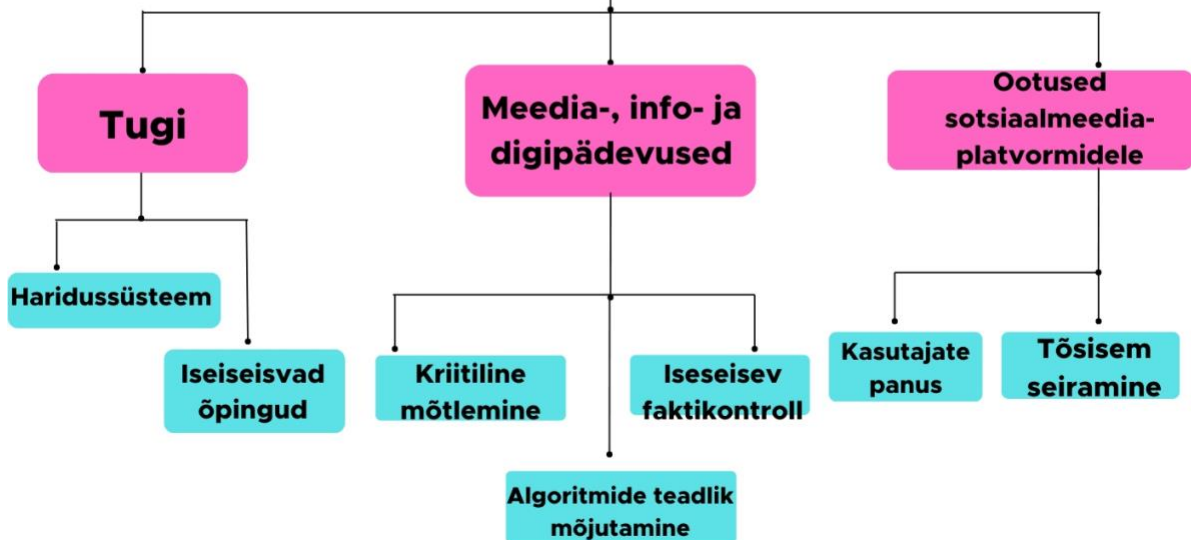 Tugi
Meedia-, info- ja
digipädevused
Ootused
sotsiaalmeedia-
platvormidele
Haridussüsteem
Iseiseisvad
õpingud
Kriitiline
mõtlemine
Algoritmide teadlik
mõjutamine
Iseseisev
faktikontroll
Kasutajate
panus
Tõsisem
seiramine